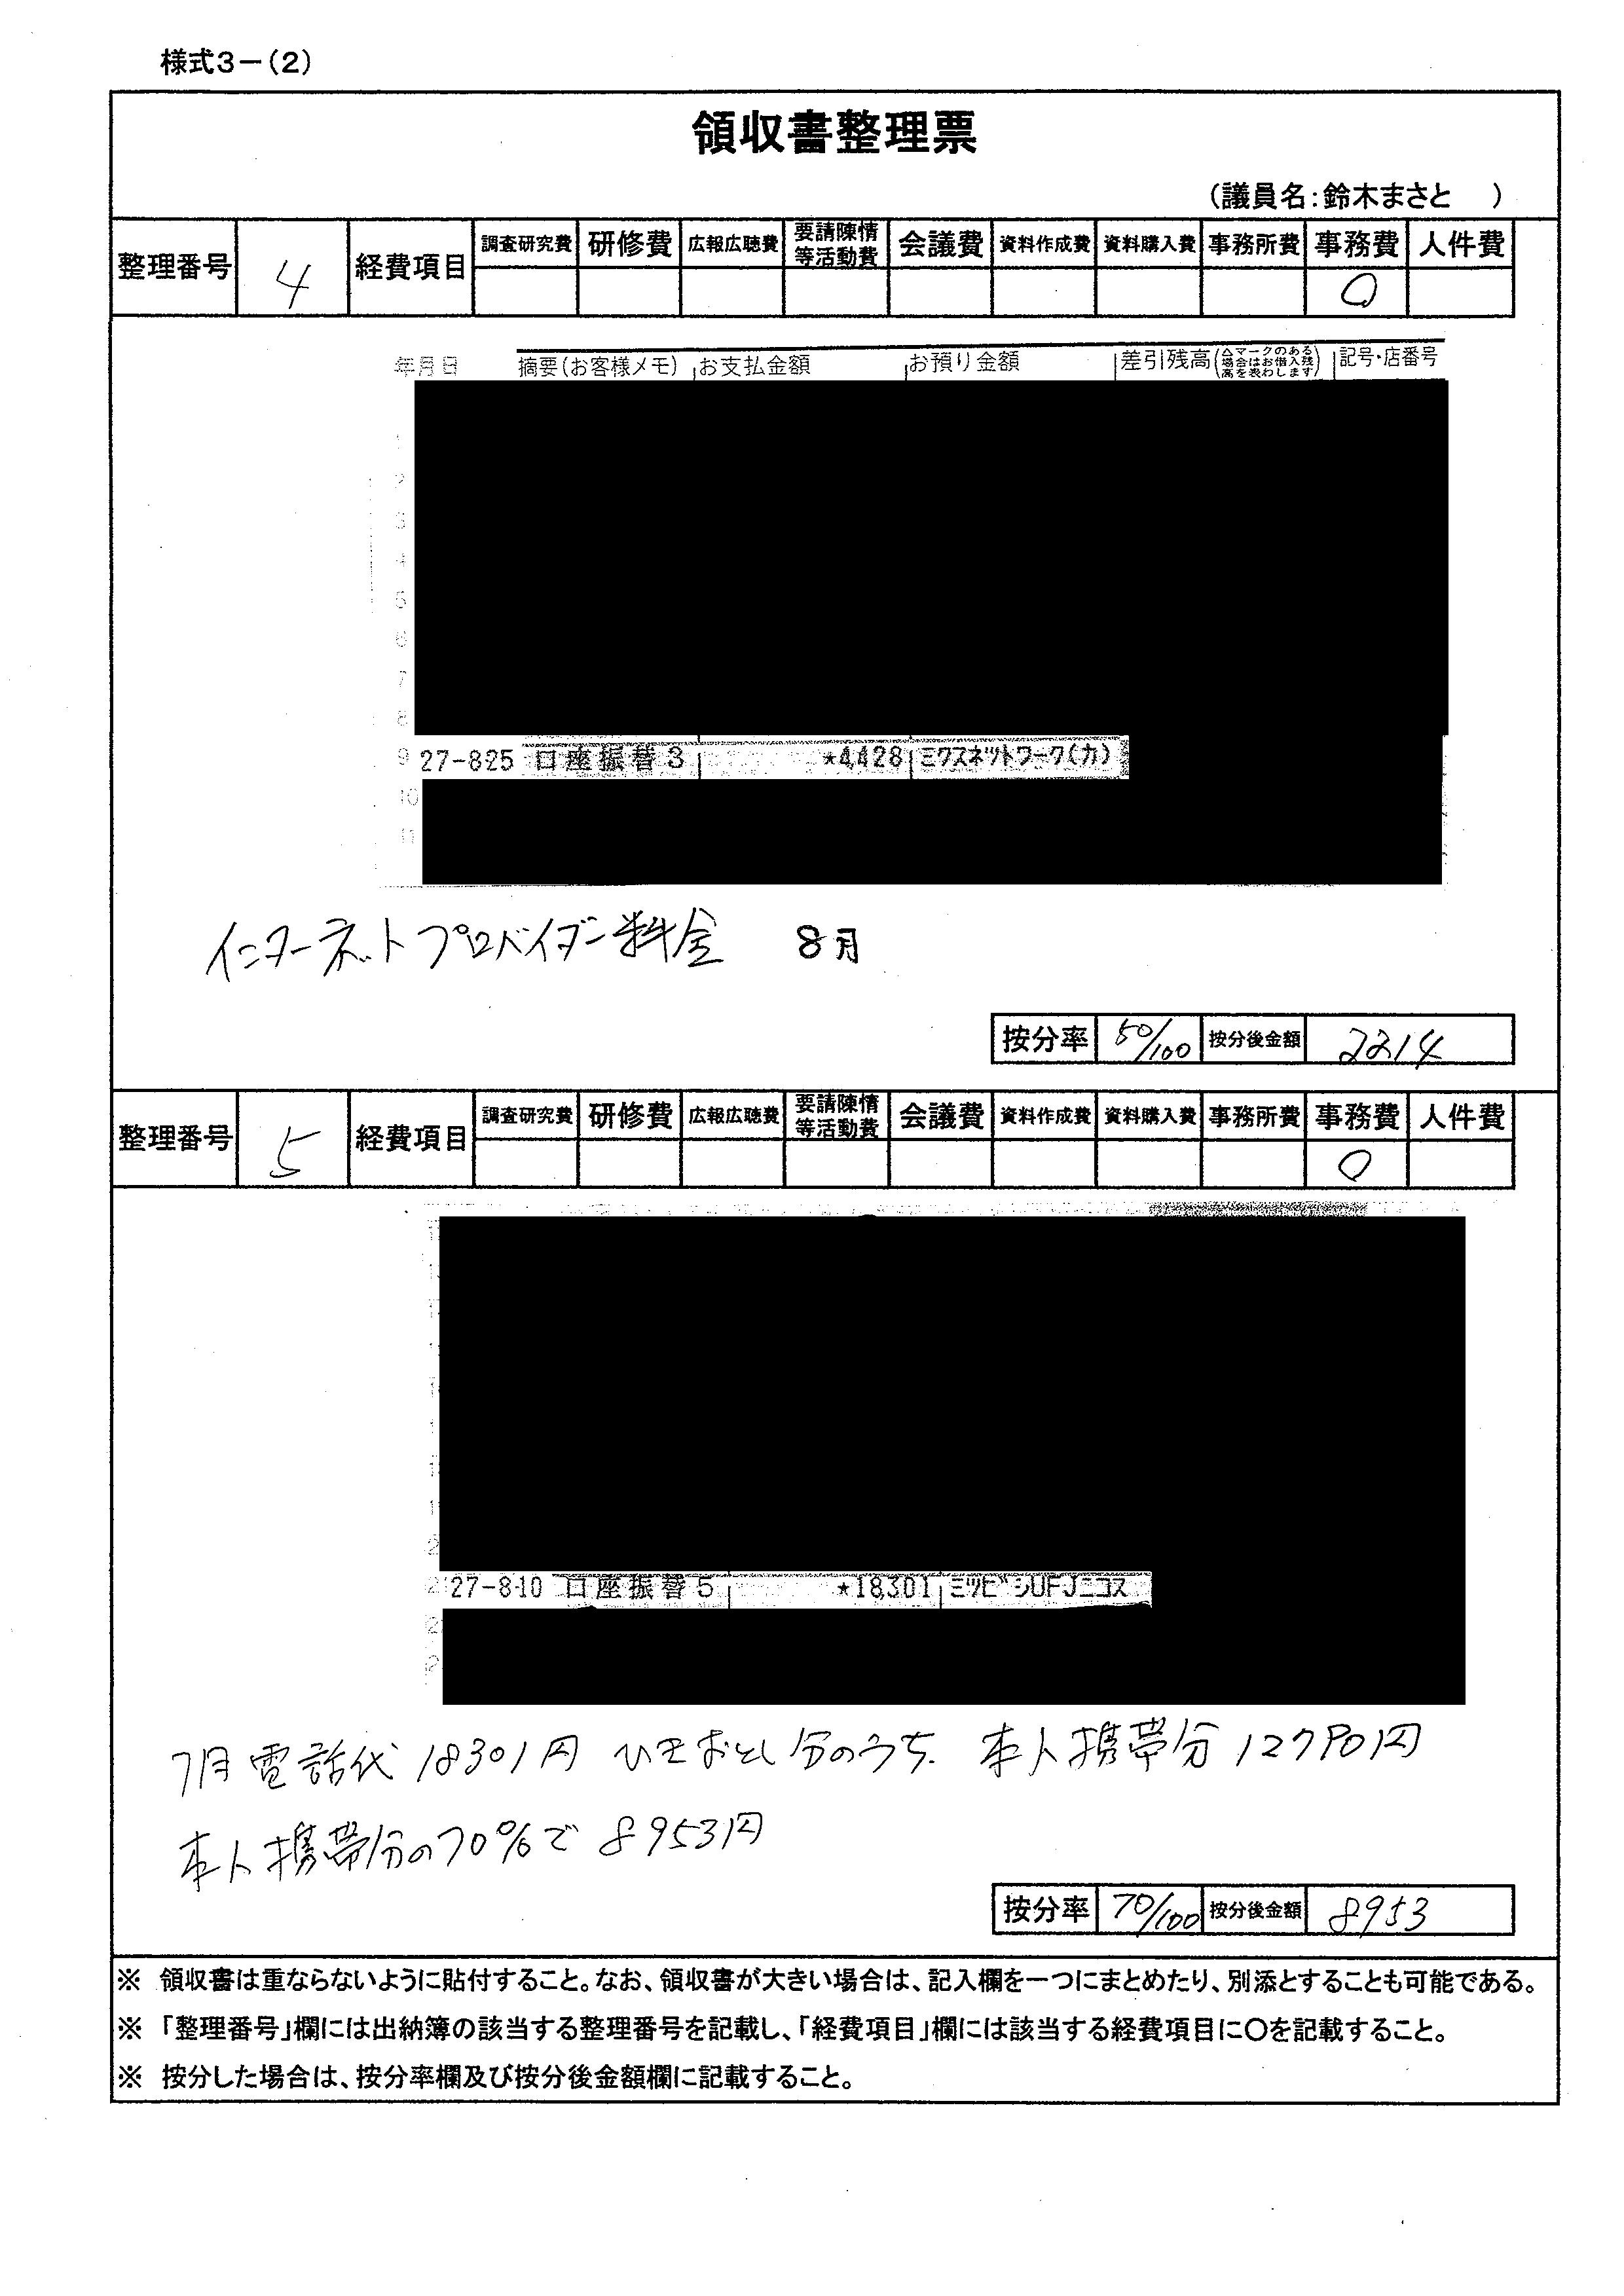 様式3-(2)
領収書整理票
(議員名:鈴木まさと　)
整理番号 4 経費項目 調査研究費 研修費 広報広聴費 要請陳情等活動費 会議費 資料作成費 資料購入費 事務所費 事務費 人件費
○
年月日 摘要(お客様メモ) お支払金額 お預り金額 差引残高(△マークのある場合はお借入残高を表わします) 記号・店番号
1
2
3
4
5
6
7
8
9 27-8-25 口座振替3 *4,428 ミクスネットワーク(カ)
10
11
インターネットプロバイダー料金 8月
按分率 50/100 按分後金額 2214
整理番号 5 経費項目 調査研究費 研修費 広報広聴費 要請陳情等活動費 会議費 資料作成費 資料購入費 事務所費 事務費 人件費
○
27-8-10 口座振替5 *18,301 ミツビシUFJニコス
7月電話代18301円 ひきおとし分のうち、本人携帯分12790円
本人携帯分の70%で8953円
按分率 70/100 按分後金額 8953
※ 領収書は重ならないように貼付すること。なお、領収書が大きい場合は、記入欄を一つにまとめたり、別添とすることも可能である。
※ 「整理番号」欄には出納簿の該当する整理番号を記載し、「経費項目」欄には該当する経費項目に○を記載すること。
※ 按分した場合は、按分率欄及び按分後金額欄に記載すること。